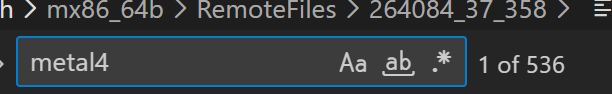 h > mx86_64b > RemoteFiles > 264084_37_358 >
metal4 Aa ab .* 1 of 536